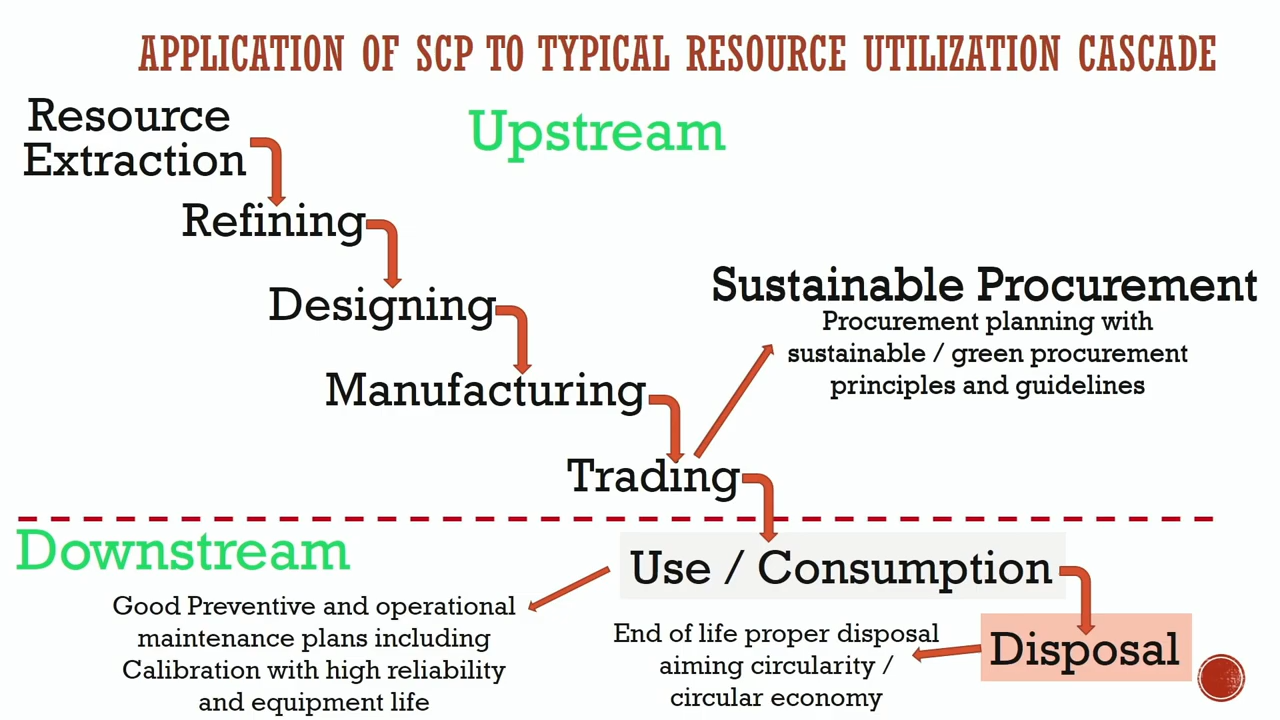 APPLICATION OF SCP TO TYPICAL RESOURCE UTILIZATION CASCADE
Resource
Extraction
Upstream
Refining
Designing
Sustainable Procurement
Procurement planning with
sustainable / green procurement
principles and guidelines
Manufacturing
Trading
Downstream
Use / Consumption
Good Preventive and operational
maintenance plans including
Calibration with high reliability
and equipment life
End of life proper disposal
aiming circularity /
circular economy
Disposal